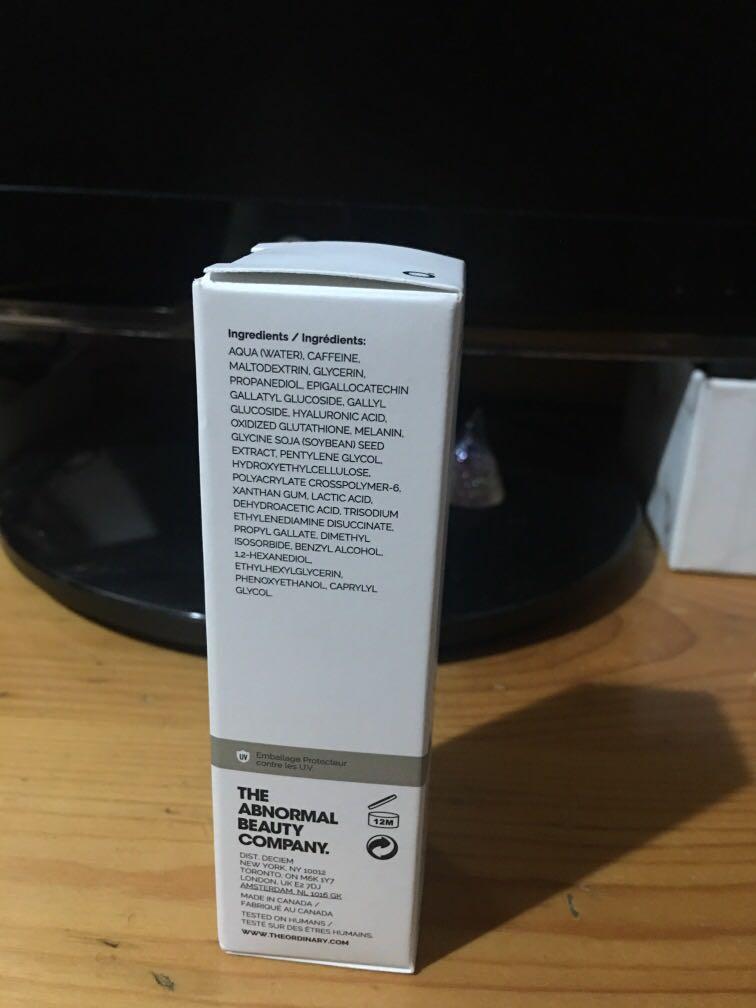 Ingredients / Ingrédients:
AQUA (WATER), CAFFEINE,
MALTODEXTRIN, GLYCERIN,
PROPANEDIOL, EPIGALLOCATECHIN
GALLATYL GLUCOSIDE, GALLYL
GLUCOSIDE, HYALURONIC ACID,
OXIDIZED GLUTATHIONE, MELANIN,
GLYCINE SOJA (SOYBEAN) SEED
EXTRACT, PENTYLENE GLYCOL,
HYDROXYETHYLCELLULOSE,
POLYACRYLATE CROSSPOLYMER-6,
XANTHAN GUM, LACTIC ACID,
DEHYDROACETIC ACID, TRISODIUM
ETHYLENEDIAMINE DISUCCINATE,
PROPYL GALLATE, DIMETHYL
ISOSORBIDE, BENZYL ALCOHOL,
1,2-HEXANEDIOL,
ETHYLHEXYLGLYCERIN,
PHENOXYETHANOL, CAPRYLYL
GLYCOL.
UV Emballage Protecteur
contre les U.V.
THE
ABNORMAL
BEAUTY
COMPANY.
12M
DIST. DECIEM
NEW YORK, NY 10012
TORONTO, ON M6K 1Y7
LONDON, UK E2 7DJ
AMSTERDAM, NL 1016 GK
MADE IN CANADA /
FABRIQUÉ AU CANADA
TESTED ON HUMANS /
TESTÉ SUR DES ÊTRES HUMAINS.
WWW.THEORDINARY.COM